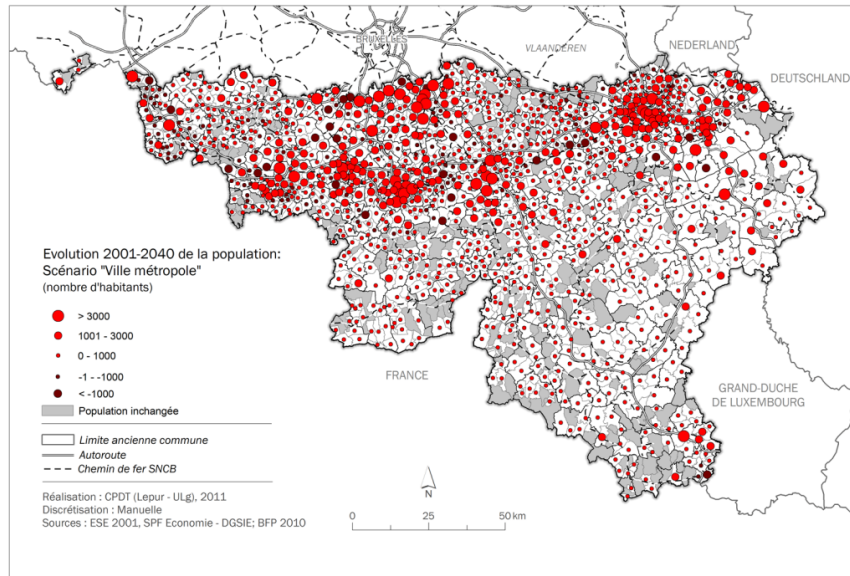 BRUXELLES
VLAANDEREN
NEDERLAND
DEUTSCHLAND
Evolution 2001-2040 de la population:
Scénario "Ville métropole"
(nombre d'habitants)
> 3000
1001 - 3000
0 - 1000
-1 - -1000
< -1000
Population inchangée
FRANCE
GRAND-DUCHE
DE LUXEMBOURG
Limite ancienne commune
Autoroute
Chemin de fer SNCB
N
Réalisation : CPDT (Lepur - ULg), 2011
Discrétisation : Manuelle
Sources : ESE 2001, SPF Economie - DGSIE; BFP 2010
0 25 50 km